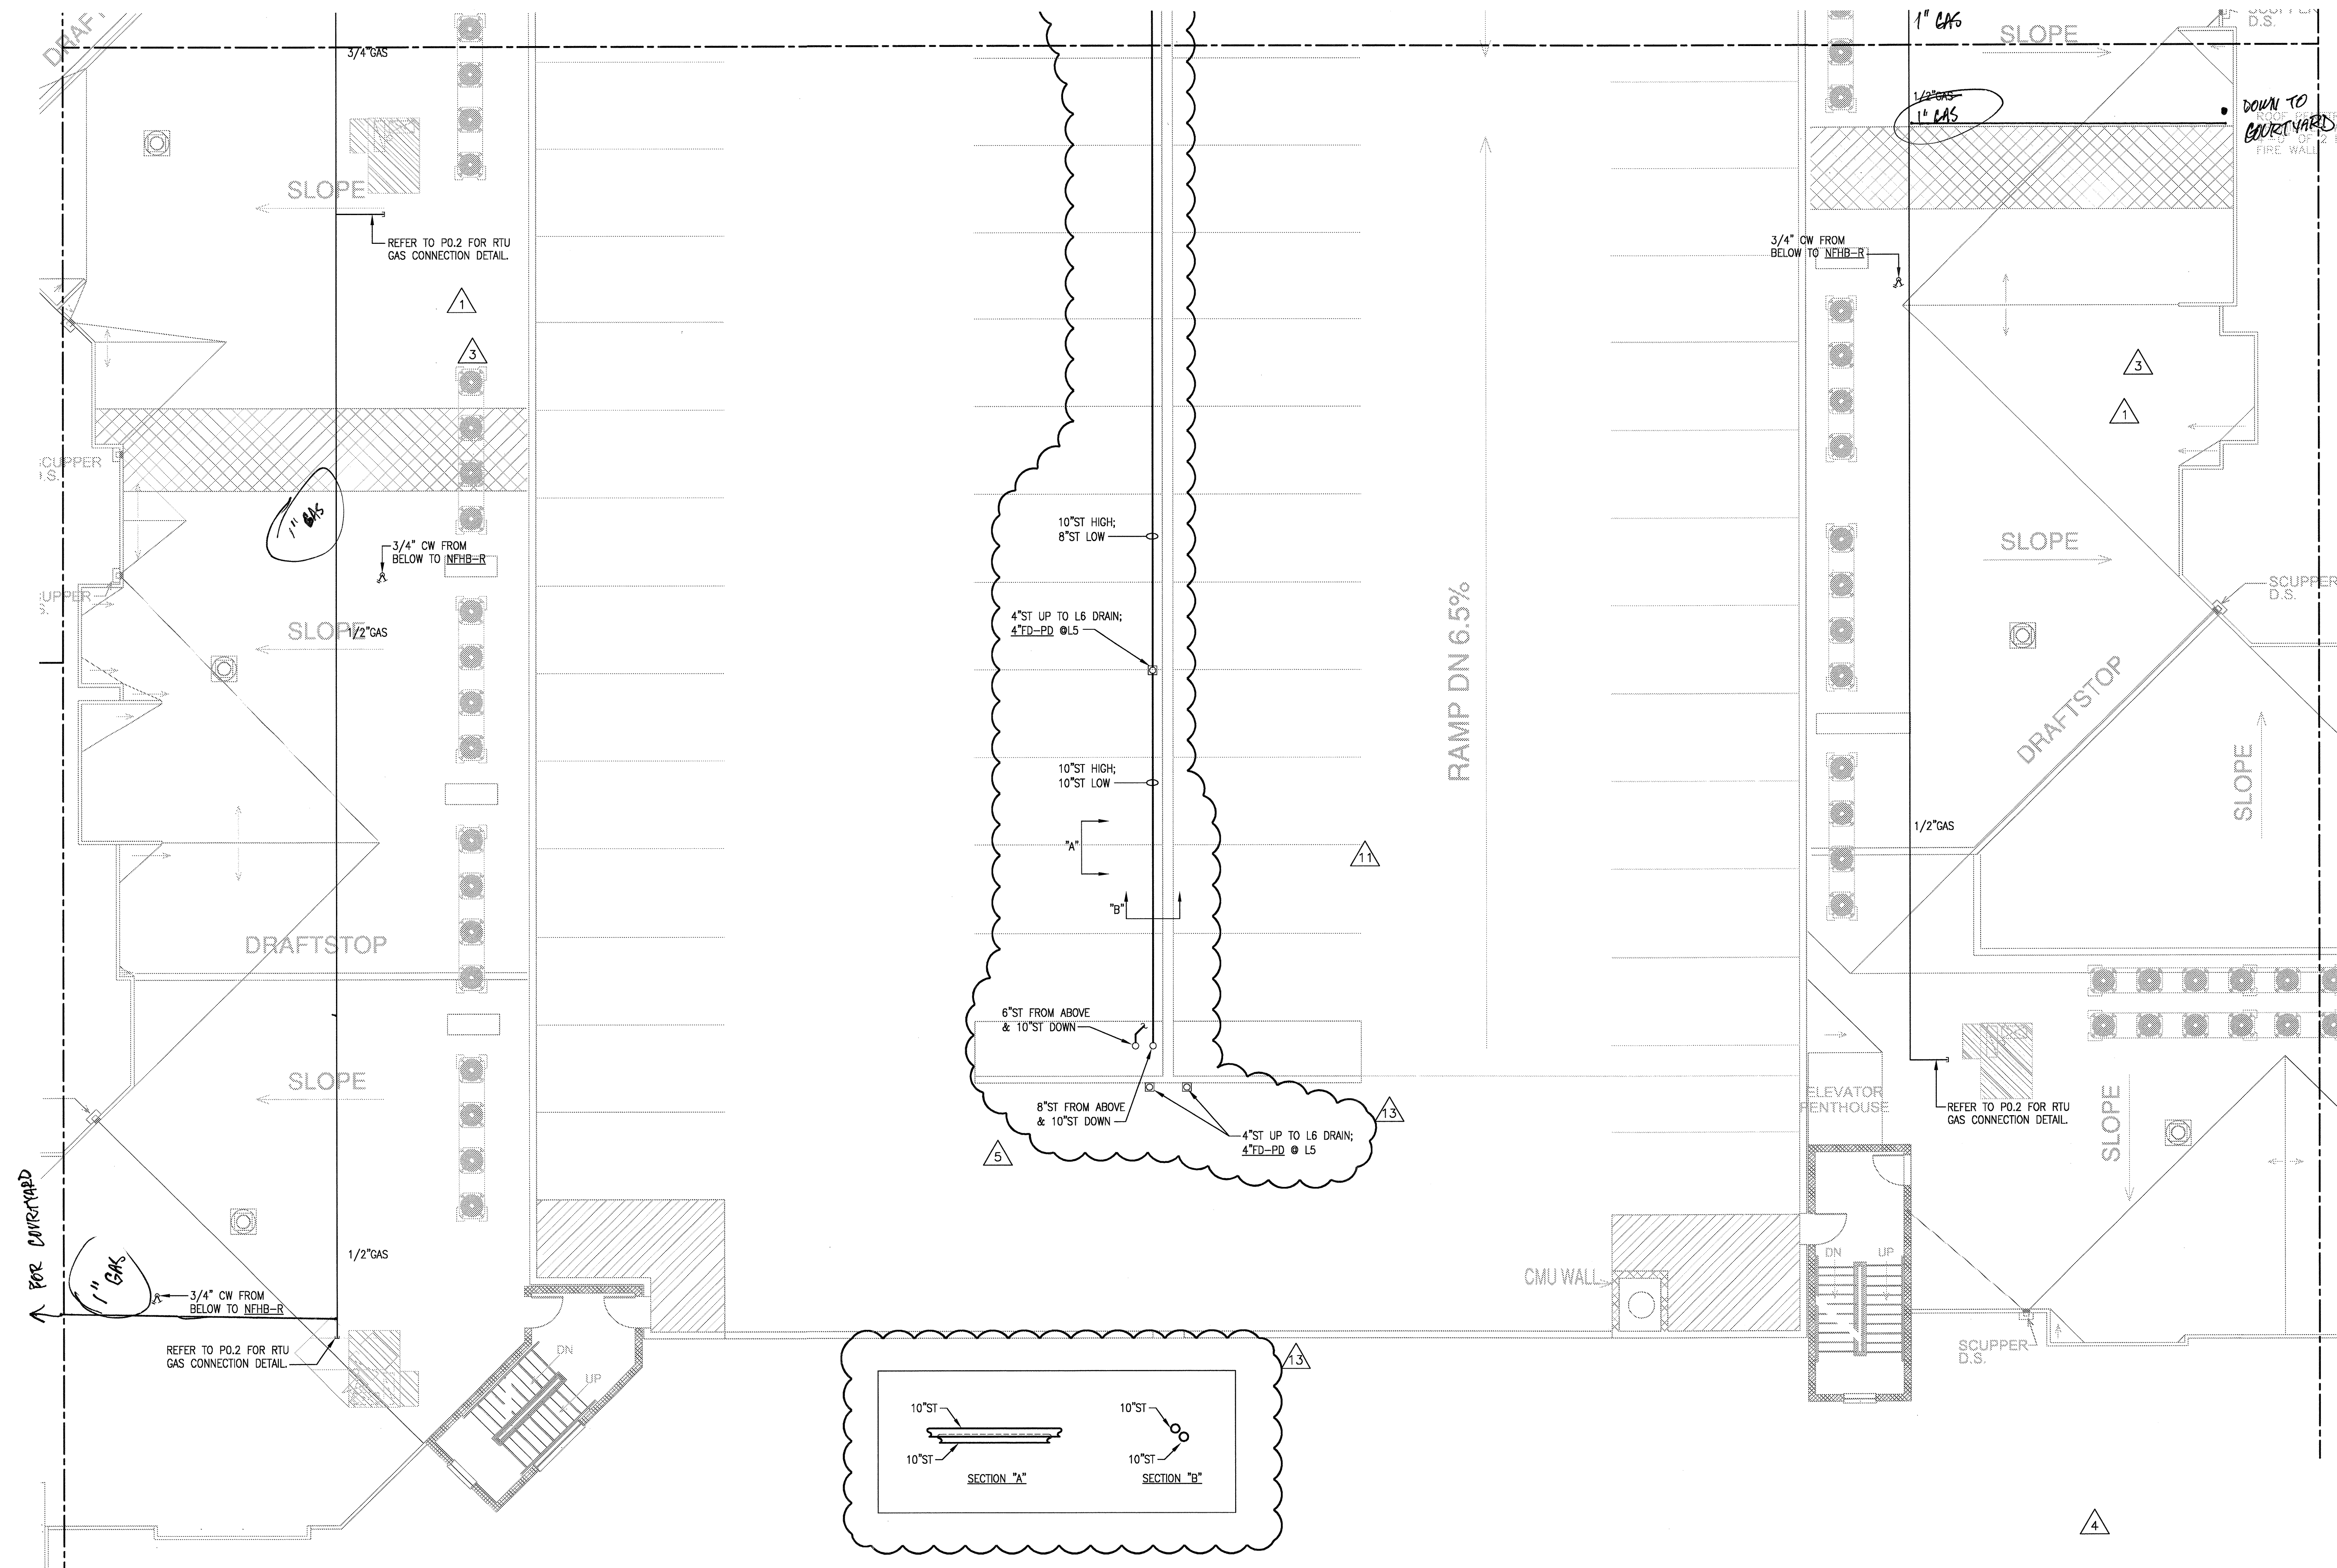 DRAFT
3/4"GAS
SLOPE
REFER TO P0.2 FOR RTU
GAS CONNECTION DETAIL.
1
3
SCUPPER
D.S.
1" GAS
3/4" CW FROM
BELOW TO NFHB-R
SCUPPER
SLOPE
1/2"GAS
DRAFTSTOP
SLOPE
1/2"GAS
FOR COURTYARD
1" GAS
3/4" CW FROM
BELOW TO NFHB-R
REFER TO P0.2 FOR RTU
GAS CONNECTION DETAIL.
DN
UP
10"ST HIGH;
8"ST LOW
4"ST UP TO L6 DRAIN;
4"FD-PD @L5
10"ST HIGH;
10"ST LOW
"A"
"B"
6"ST FROM ABOVE
& 10"ST DOWN
8"ST FROM ABOVE
& 10"ST DOWN
4"ST UP TO L6 DRAIN;
4"FD-PD @ L5
5
13
11
RAMP DN 6.5%
13
10"ST
10"ST
SECTION "A"
10"ST
10"ST
SECTION "B"
1" GAS
SLOPE
D.S.
1/2"GAS
1" GAS
DOWN TO
COURTYARD
FIRE WALL
3/4" CW FROM
BELOW TO NFHB-R
3
1
SLOPE
SCUPPER
D.S.
DRAFTSTOP
SLOPE
1/2"GAS
ELEVATOR
PENTHOUSE
REFER TO P0.2 FOR RTU
GAS CONNECTION DETAIL.
SLOPE
CMU WALL
DN
UP
SCUPPER
D.S.
4